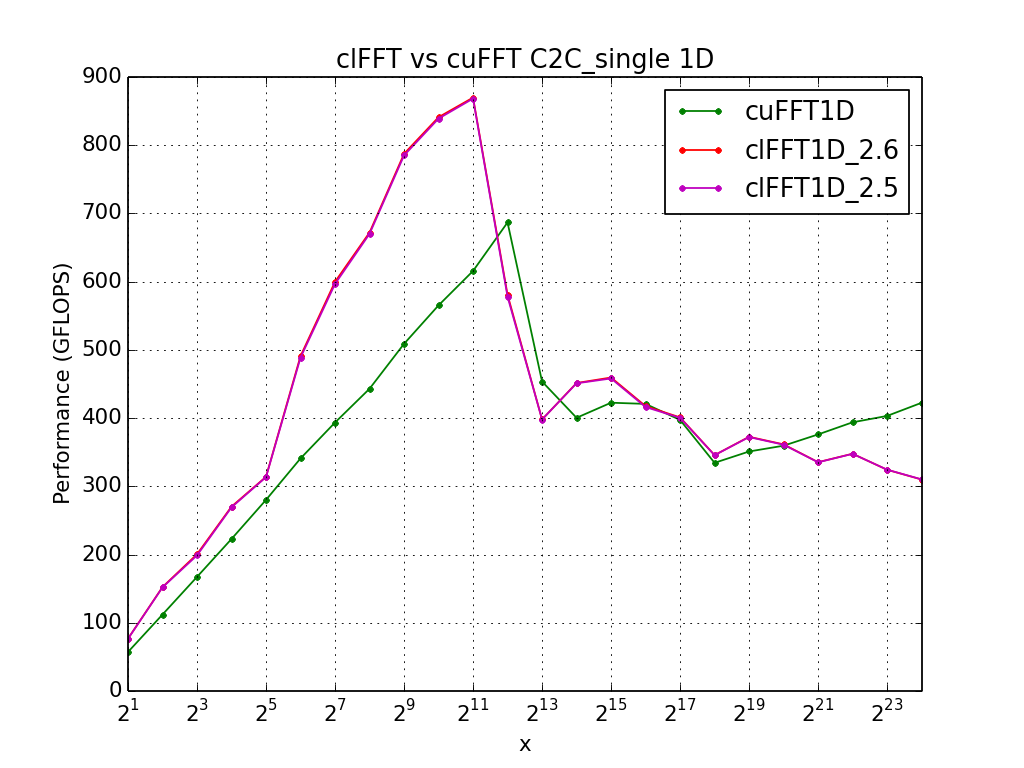 clFFT vs cuFFT C2C_single 1D
900
800
700
600
500
400
300
200
100
0
Performance (GFLOPS)
cuFFT1D
clFFT1D_2.6
clFFT1D_2.5
2^1 2^3 2^5 2^7 2^9 2^11 2^13 2^15 2^17 2^19 2^21 2^23
x